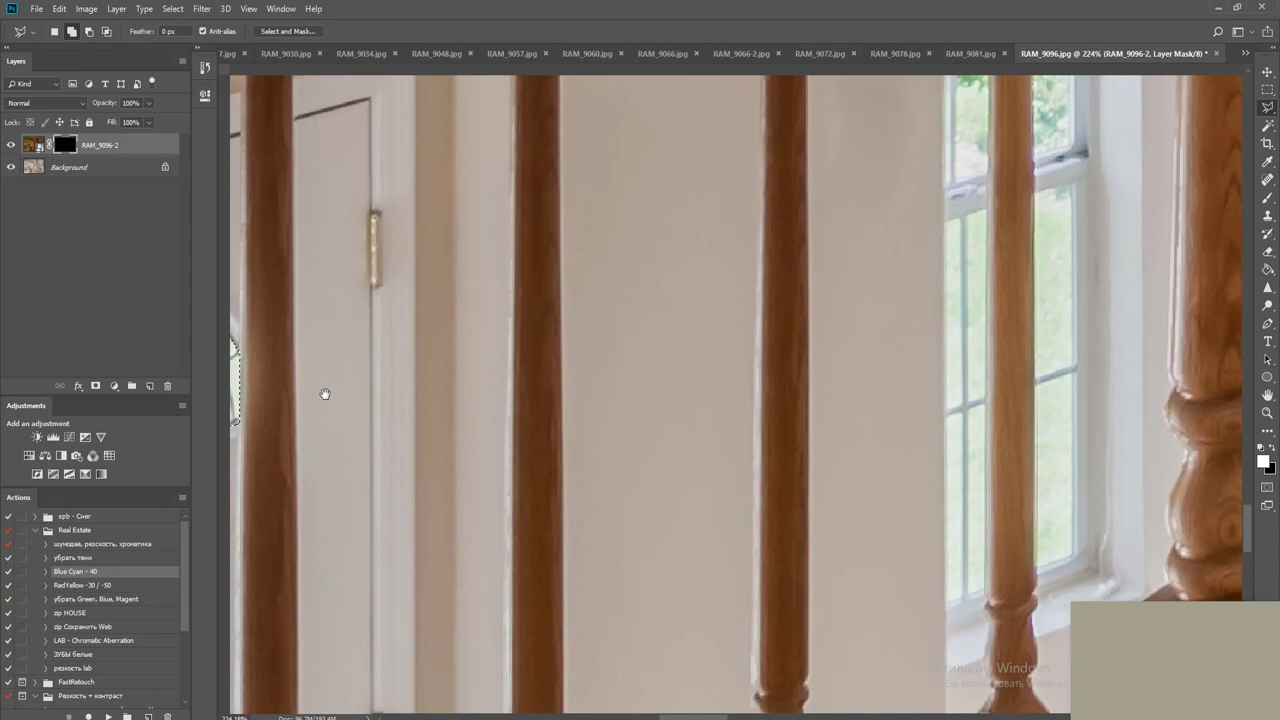 Ps File Edit Image Layer Type Select Filter 3D View Window Help
Feather: 0 px Anti-alias Select and Mask...
7.jpg × RAM_9030.jpg × RAM_9034.jpg × RAM_9048.jpg × RAM_9057.jpg × RAM_9060.jpg × RAM_9066.jpg × RAM_9066-2.jpg × RAM_9072.jpg × RAM_9078.jpg × RAM_9081.jpg × RAM_9096.jpg @ 224% (RAM_9096-2, Layer Mask/8) * ×
Layers
Kind
Normal Opacity: 100%
Lock: Fill: 100%
RAM_9096-2
Background
Adjustments
Add an adjustment
Actions
spb - Снег
Real Estate
шумодав, резскость, хроматика
убрать тени
Blue Cyan - 40
RedYellow -30 / -50
убрать Green, Blue, Magent
zip HOUSE
zip Сохранить Web
LAB - Chromatic Aberration
ЗУБЫ белые
резкость lab
FastRetouch
Резкость + контраст
Windows
активировать Windows